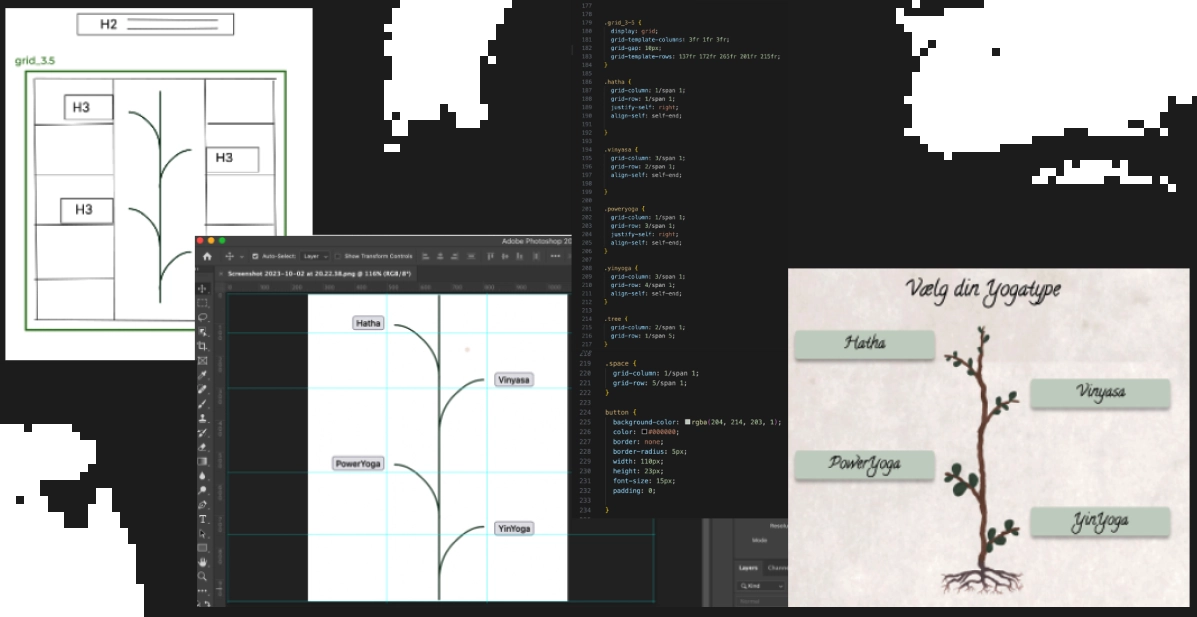 H2
grid_3.5
H3
H3
H3
Adobe Photoshop 20
Auto-Select:
Layer
Show Transform Controls
Screenshot 2023-10-02 at 20.22.38.png @ 116% (RGB/8*)
Hatha
Vinyasa
PowerYoga
YinYoga
177
178
179 .grid_3-5 {
180 display: grid;
181 grid-template-columns: 3fr 1fr 3fr;
182 grid-gap: 10px;
183 grid-template-rows: 137fr 172fr 265fr 201fr 215fr;
184 }
185
186 .hatha {
187 grid-column: 1/span 1;
188 grid-row: 1/span 1;
189 justify-self: right;
190 align-self: self-end;
191
192 }
193
194 .vinyasa {
195 grid-column: 3/span 1;
196 grid-row: 2/span 1;
197 align-self: self-end;
198
199 }
200
201 .poweryoga {
202 grid-column: 1/span 1;
203 grid-row: 3/span 1;
204 justify-self: right;
205 align-self: self-end;
206 }
207
208 .yinyoga {
209 grid-column: 3/span 1;
210 grid-row: 4/span 1;
211 align-self: self-end;
212 }
213
214 .tree {
215 grid-column: 2/span 1;
216 grid-row: 1/span 5;
217 }
218
219 .space {
220 grid-column: 1/span 1;
221 grid-row: 5/span 1;
222 }
223
224 button {
225 background-color: rgba(204, 214, 203, 1);
226 color: #000000;
227 border: none;
228 border-radius: 5px;
229 width: 110px;
230 height: 23px;
231 font-size: 15px;
232 padding: 0;
233
234 }
Mode
Layers
Kind
Vælg din Yogatype
Hatha
Vinyasa
PowerYoga
YinYoga